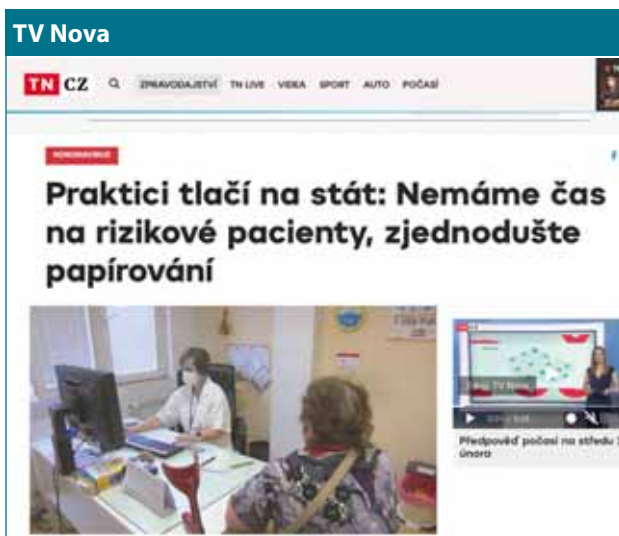 TV Nova
TN CZ ZPRAVODAJSTVÍ TN LIVE VIDEA SPORT AUTO POČASÍ
KORONAVIRUS
Praktici tlačí na stát: Nemáme čas
na rizikové pacienty, zjednodušte
papírování
Předpověď počasí na středu
února